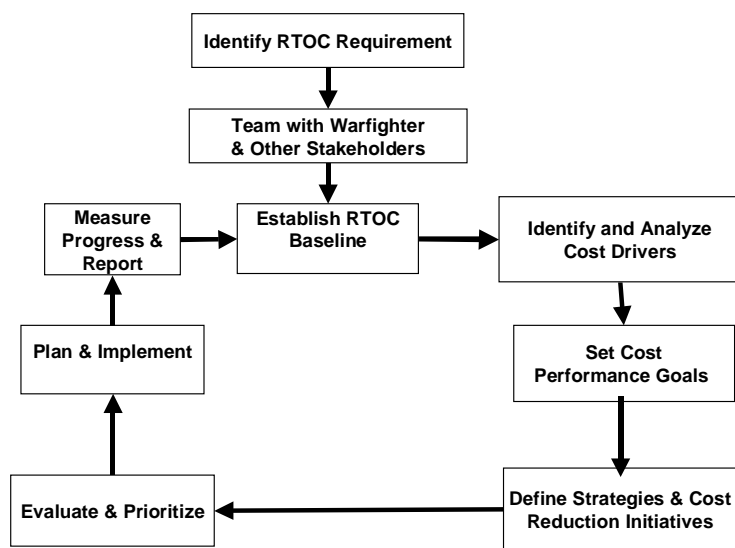 Identify RTOC Requirement
Team with Warfighter
& Other Stakeholders
Establish RTOC
Baseline
Identify and Analyze
Cost Drivers
Set Cost
Performance Goals
Define Strategies & Cost
Reduction Initiatives
Evaluate & Prioritize
Plan & Implement
Measure
Progress &
Report